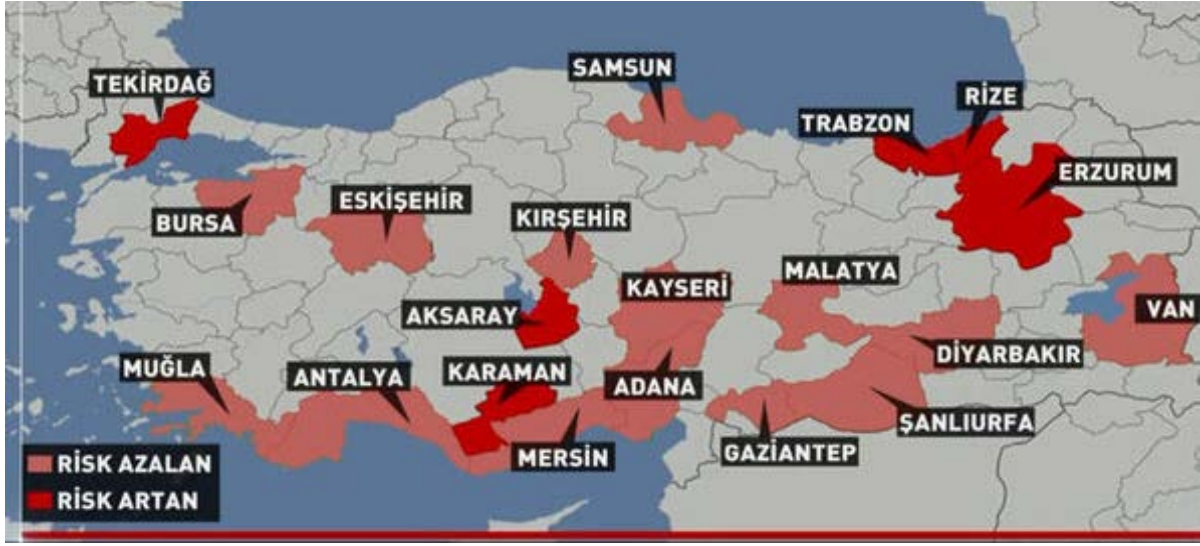 TEKİRDAĞ
SAMSUN
RİZE
TRABZON
ERZURUM
BURSA
ESKİŞEHİR
KIRŞEHİR
MALATYA
KAYSERİ
VAN
AKSARAY
DİYARBAKIR
MUĞLA
ANTALYA
KARAMAN
ADANA
ŞANLIURFA
MERSİN
GAZİANTEP
RİSK AZALAN
RİSK ARTAN